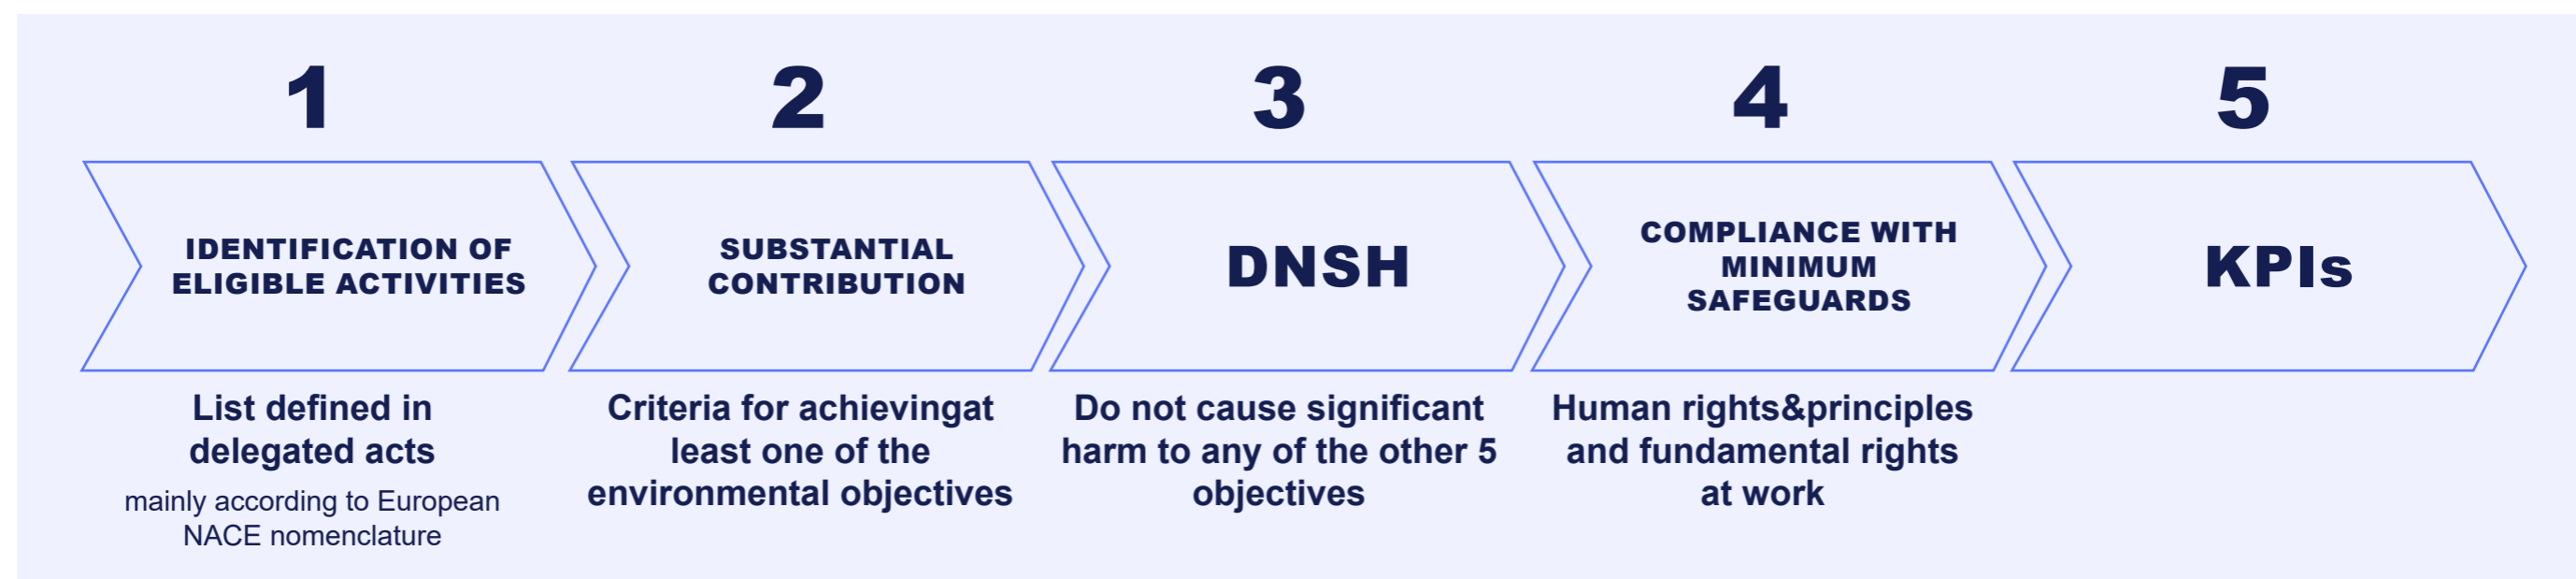 1
IDENTIFICATION OF
ELIGIBLE ACTIVITIES
List defined in
delegated acts
mainly according to European
NACE nomenclature
2
SUBSTANTIAL
CONTRIBUTION
Criteria for achievingat
least one of the
environmental objectives
3
DNSH
Do not cause significant
harm to any of the other 5
objectives
4
COMPLIANCE WITH
MINIMUM
SAFEGUARDS
Human rights&principles
and fundamental rights
at work
5
KPIs